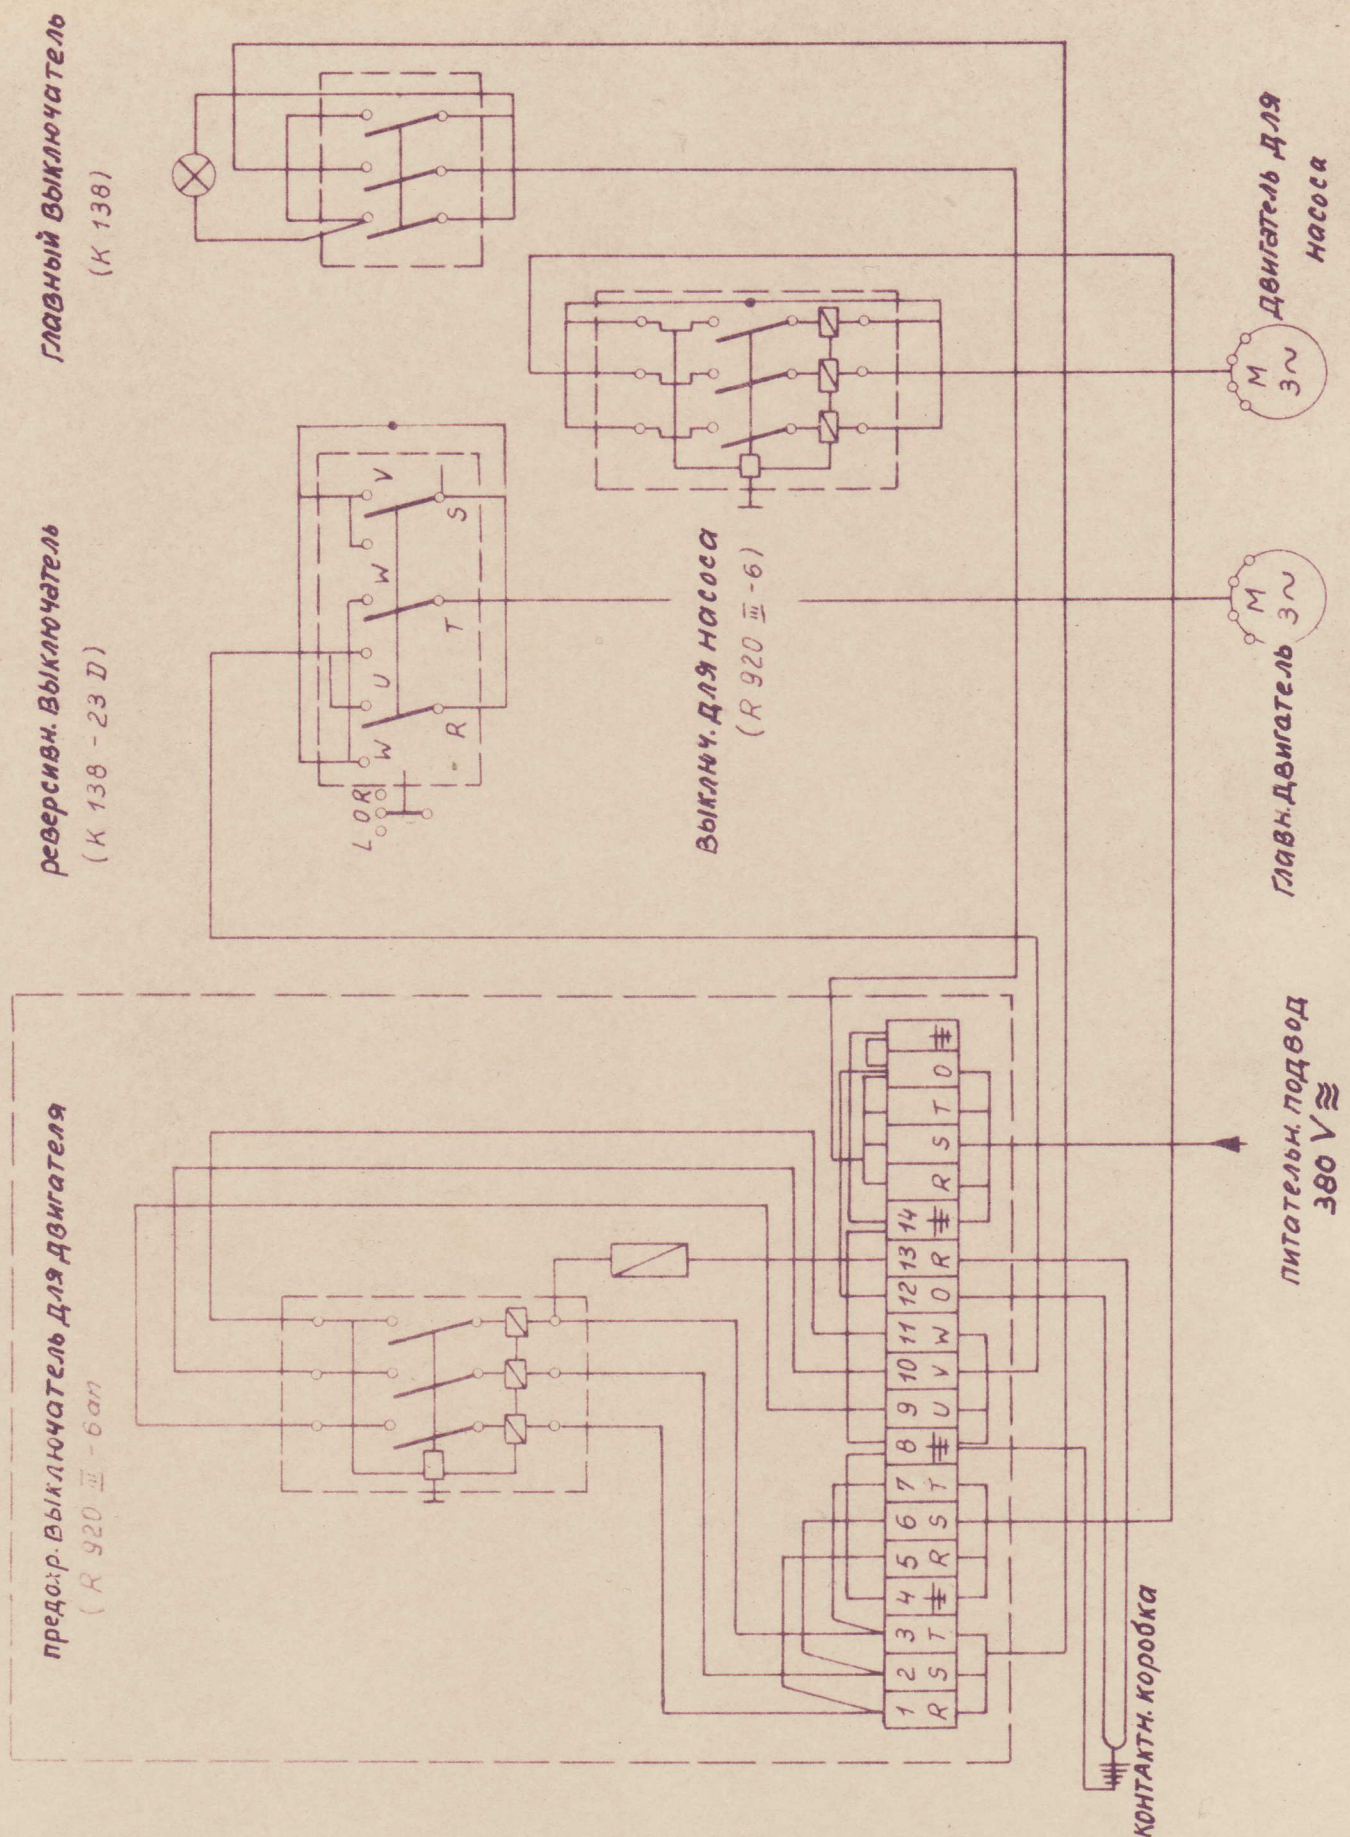 предохр. выключатель для двигателя
(R 920 III - 6an
реверсивн. выключатель
(K 138 - 23 D)
главный выключатель
(K 138)
L O R
W U W V
R T S
выключ. для насоса
(R 920 III - 6)
1 2 3 4 5 6 7 8 9 10 11 12 13 14
R S T R S T U V W O R R S T O
контактн. коробка
питательн. подвод
380 V
главн. двигатель
M
3~
двигатель для
насоса
M
3~